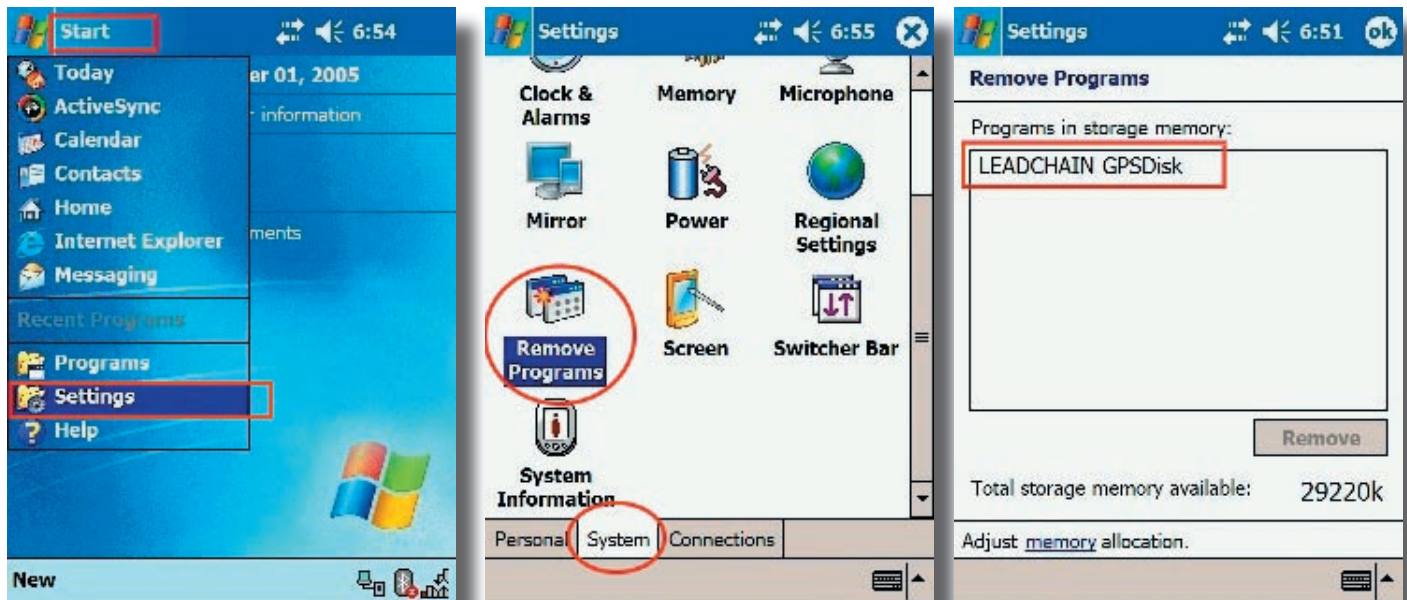 Start 6:54
Today
er 01, 2005
ActiveSync
information
Calendar
Contacts
Home
Internet Explorer
ments
Messaging
Recent Programs
Programs
Settings
Help
New
Settings 6:55
Clock & Alarms
Memory
Microphone
Mirror
Power
Regional Settings
Remove Programs
Screen
Switcher Bar
System Information
Personal System Connections
Settings 6:51 ok
Remove Programs
Programs in storage memory:
LEADCHAIN GPSDisk
Remove
Total storage memory available: 29220k
Adjust memory allocation.